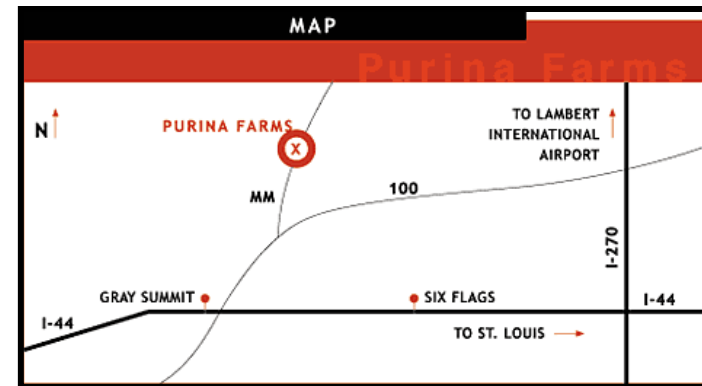 MAP
Purina Farms
N
PURINA FARMS
X
TO LAMBERT
INTERNATIONAL
AIRPORT
MM
100
I-270
GRAY SUMMIT
SIX FLAGS
I-44
I-44
TO ST. LOUIS